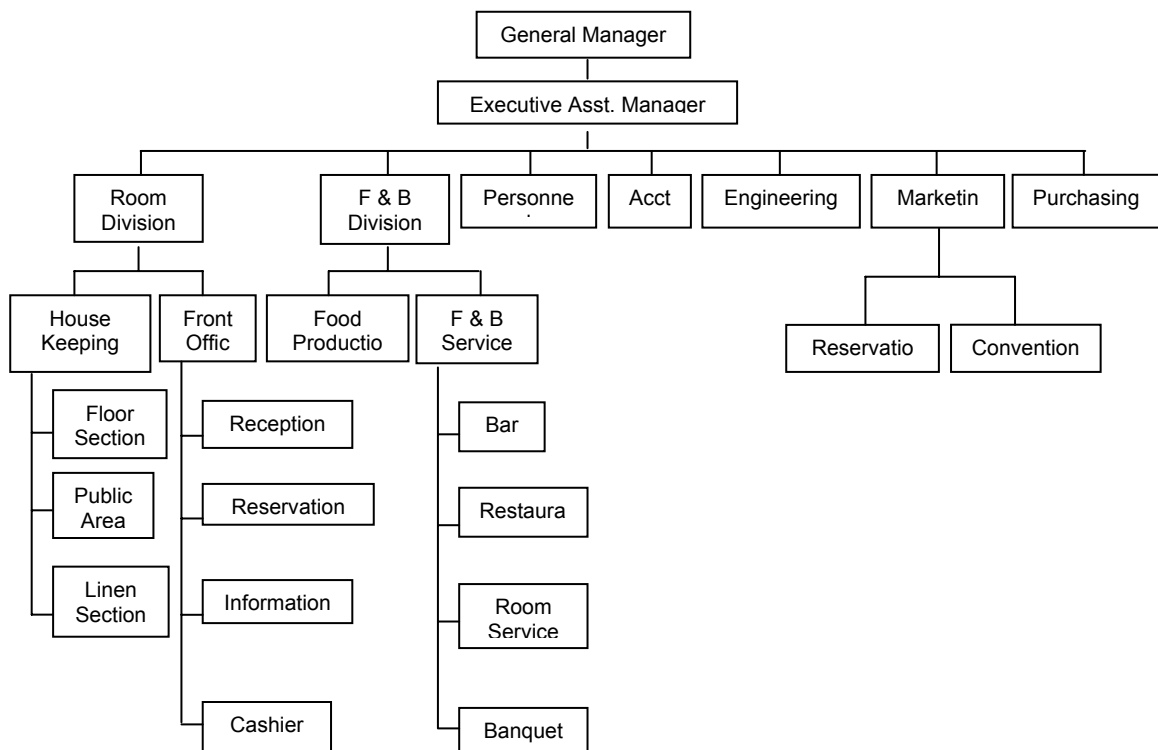 General Manager
Executive Asst. Manager
Room
Division
F & B
Division
Personne
Acct
Engineering
Marketin
Purchasing
House
Keeping
Front
Offic
Food
Productio
F & B
Service
Reservatio
Convention
Floor
Section
Reception
Bar
Public
Area
Reservation
Restaura
Linen
Section
Information
Room
Service
Cashier
Banquet